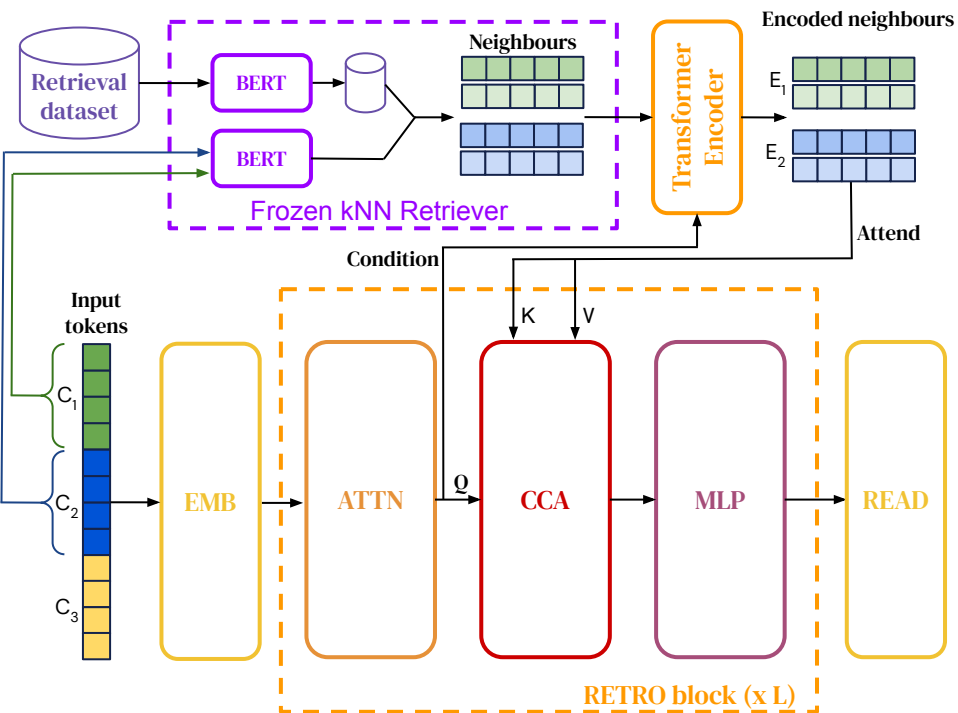 Encoded neighbours
Retrieval
dataset
BERT
BERT
Neighbours
Frozen kNN Retriever
Transformer
Encoder
E1
E2
Condition
Attend
Input
tokens
C1
C2
C3
K
V
Q
EMB
ATTN
CCA
MLP
READ
RETRO block (x L)